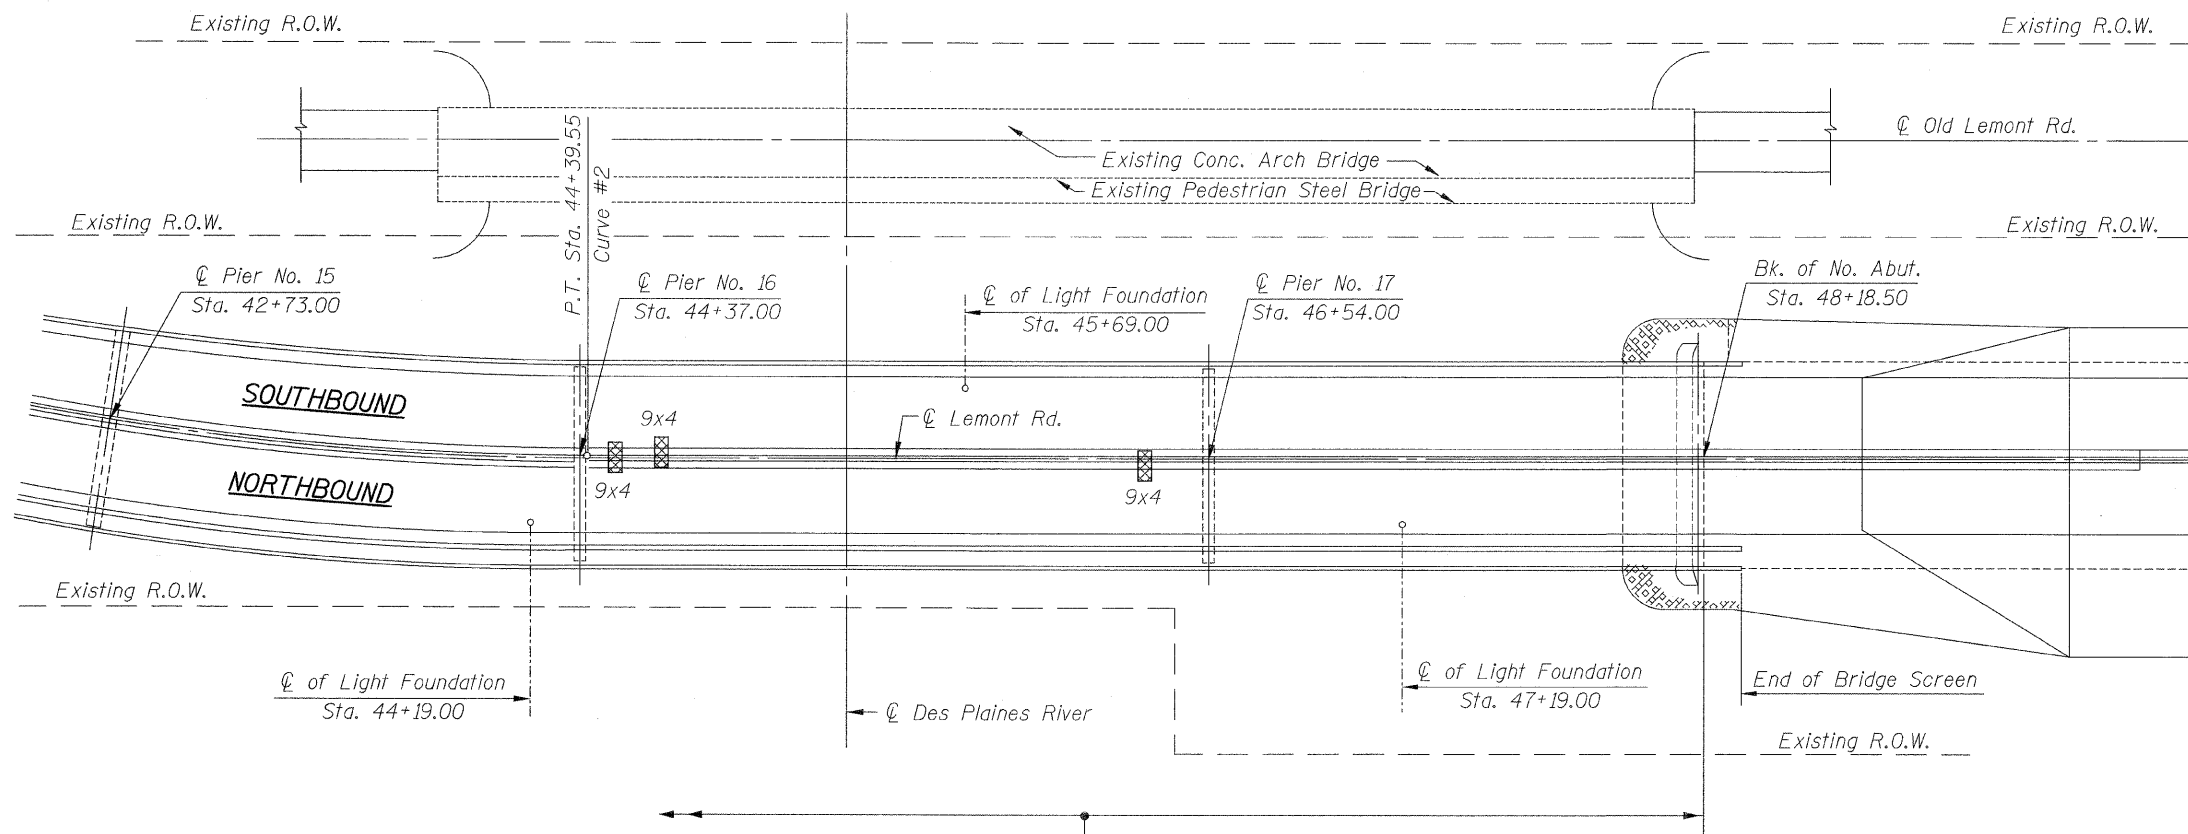 Existing R.O.W.
Existing R.O.W.
℄ Old Lemont Rd.
Existing Conc. Arch Bridge
Existing Pedestrian Steel Bridge
P.T. Sta. 44+39.55
Curve #2
Existing R.O.W.
Existing R.O.W.
℄ Pier No. 15
Sta. 42+73.00
℄ Pier No. 16
Sta. 44+37.00
℄ of Light Foundation
Sta. 45+69.00
℄ Pier No. 17
Sta. 46+54.00
Bk. of No. Abut.
Sta. 48+18.50
SOUTHBOUND
9x4
℄ Lemont Rd.
NORTHBOUND
9x4
9x4
Existing R.O.W.
℄ of Light Foundation
Sta. 44+19.00
℄ Des Plaines River
℄ of Light Foundation
Sta. 47+19.00
End of Bridge Screen
Existing R.O.W.